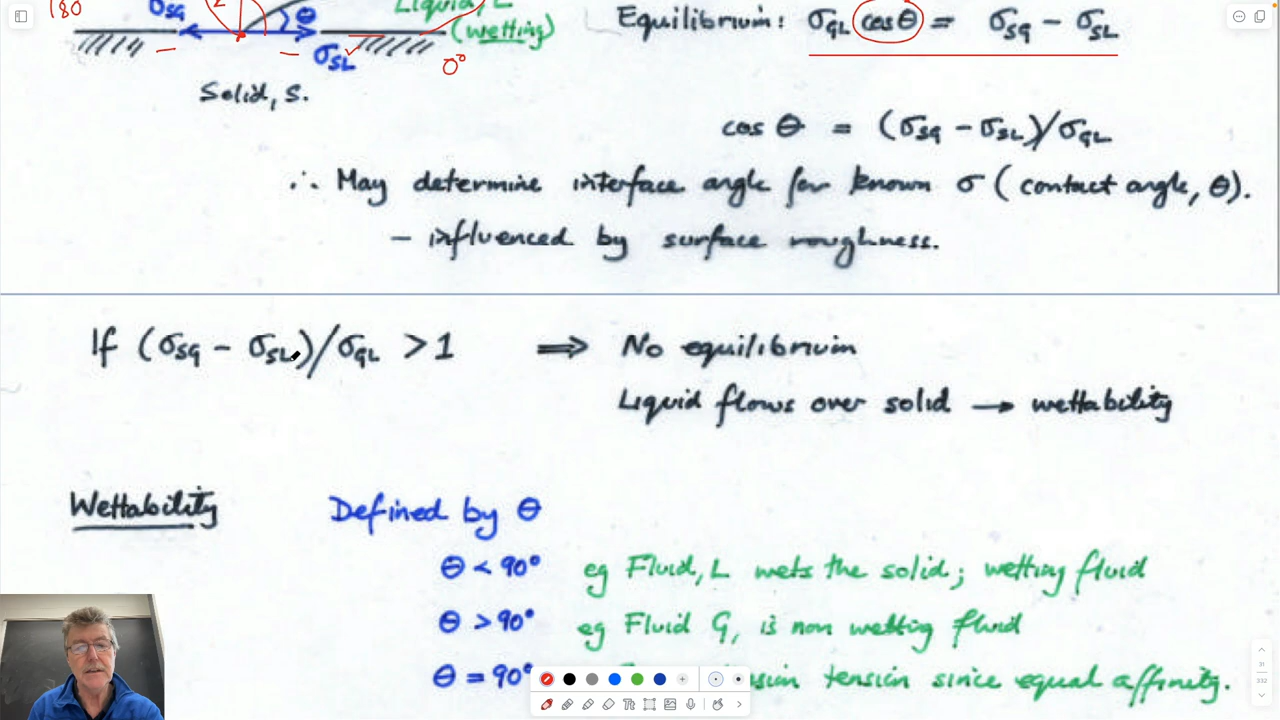 180
σSG
θ
Liquid, L
(wetting)
σSL
0°
Solid, S.
Equilibrium: σGL cos θ = σSG − σSL
cos θ = (σSG − σSL)/σGL
∴ May determine interface angle for known σ (contact angle, θ).
– influenced by surface roughness.
If (σSG − σSL)/σGL > 1 ⟹ No equilibrium
Liquid flows over solid → wettability
Wettability Defined by θ
θ < 90° eg Fluid, L wets the solid; wetting fluid
θ > 90° eg Fluid G, is non wetting fluid
θ = 90° tension since equal affinity.
31
332